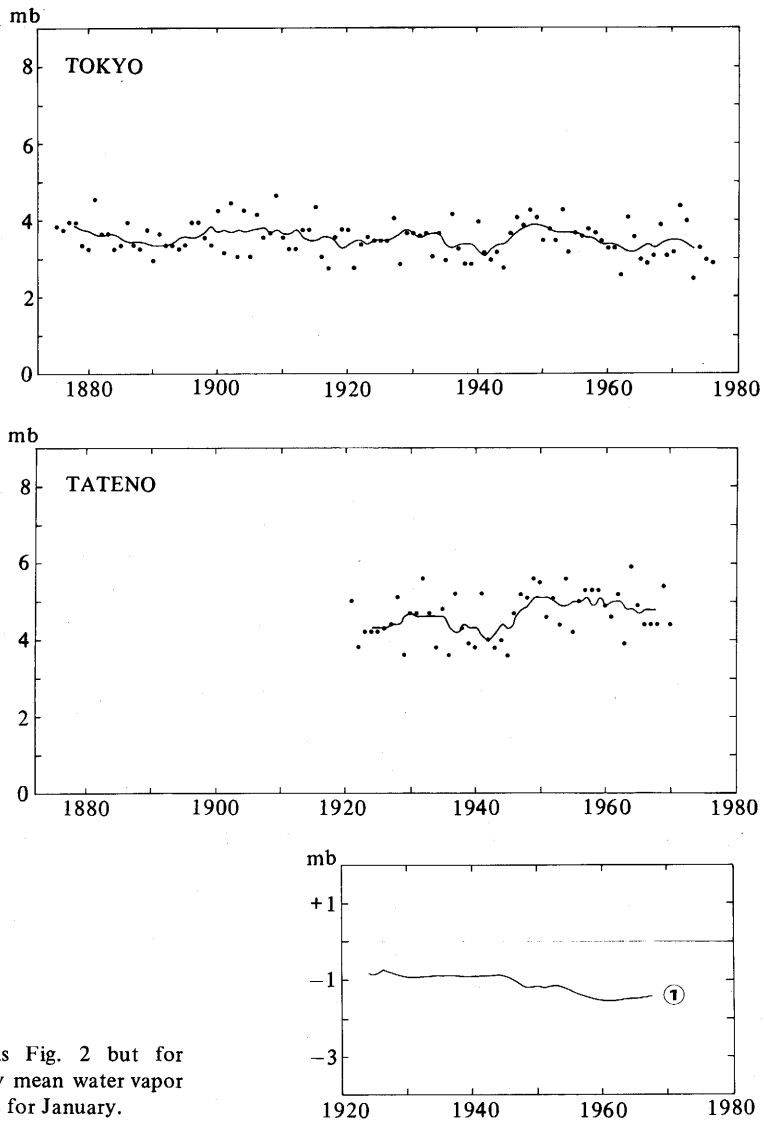 mb
TOKYO
8
6
4
2
0
1880 1900 1920 1940 1960 1980
mb
TATENO
8
6
4
2
0
1880 1900 1920 1940 1960 1980
mb
+1
−1
−3
①
1920 1940 1960 1980
Fig. 2 but for
mean water vapor
for January.